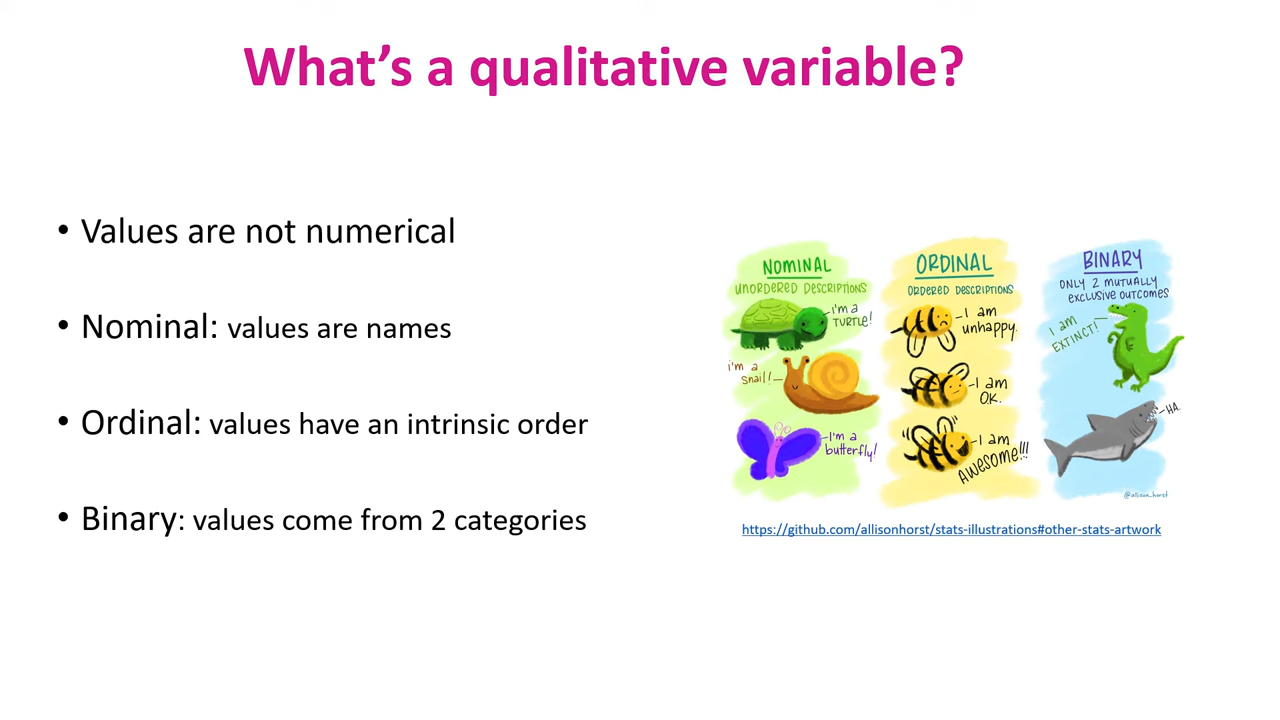 What's a qualitative variable?
• Values are not numerical
• Nominal: values are names
• Ordinal: values have an intrinsic order
• Binary: values come from 2 categories
NOMINAL
UNORDERED DESCRIPTIONS
i'm a
TURTLE!
i'm a
snail!
I'm a
butterfly!
ORDINAL
ORDERED DESCRIPTIONS
I am
unhappy.
I am
O.K.
I am
AWESOME!!!
BINARY
ONLY 2 MUTUALLY
EXCLUSIVE OUTCOMES
I am
EXTINCT!
HA.
@allison_horst
https://github.com/allisonhorst/stats-illustrations#other-stats-artwork